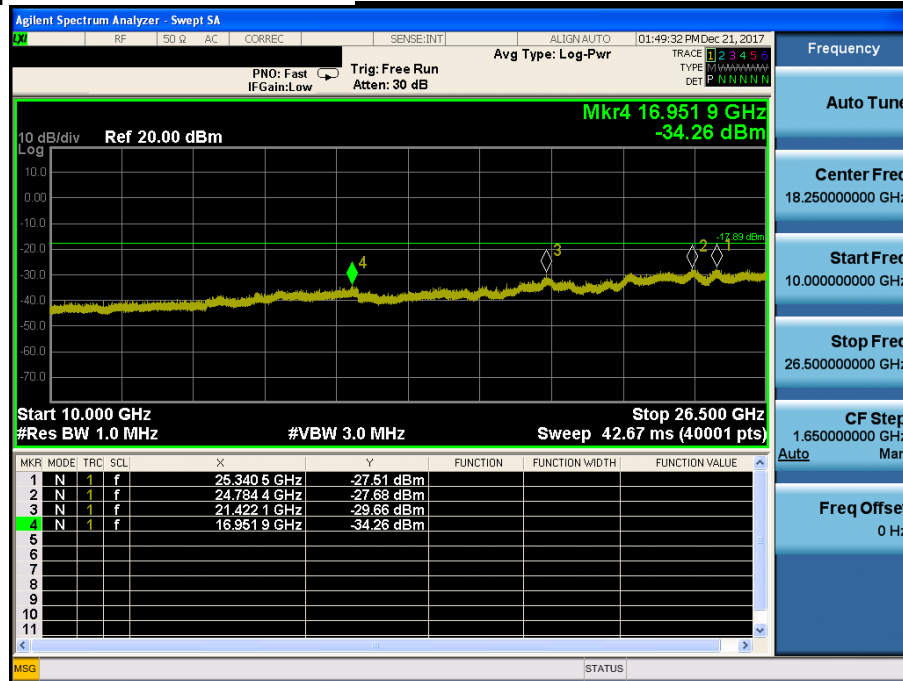 Agilent Spectrum Analyzer - Swept SA
LXI RF 50 Ω AC CORREC SENSE:INT ALIGN AUTO 01:49:32 PM Dec 21, 2017
Avg Type: Log-Pwr TRACE 1 2 3 4 5 6
PNO: Fast Trig: Free Run TYPE M W W W W W
IFGain:Low Atten: 30 dB DET P N N N N N
Mkr4 16.951 9 GHz
-34.26 dBm
10 dB/div Ref 20.00 dBm
Log
10.0
0.00
-10.0
-17.89 dBm
-20.0
-30.0
-40.0
-50.0
-60.0
-70.0
4
3
2
1
Start 10.000 GHz Stop 26.500 GHz
#Res BW 1.0 MHz #VBW 3.0 MHz Sweep 42.67 ms (40001 pts)
MKR MODE TRC SCL X Y FUNCTION FUNCTION WIDTH FUNCTION VALUE
1 N 1 f 25.340 5 GHz -27.51 dBm
2 N 1 f 24.784 4 GHz -27.68 dBm
3 N 1 f 21.422 1 GHz -29.66 dBm
4 N 1 f 16.951 9 GHz -34.26 dBm
5
6
7
8
9
10
11
MSG STATUS
Frequency
Auto Tune
Center Freq
18.250000000 GHz
Start Freq
10.000000000 GHz
Stop Freq
26.500000000 GHz
CF Step
1.650000000 GHz
Auto Man
Freq Offset
0 Hz